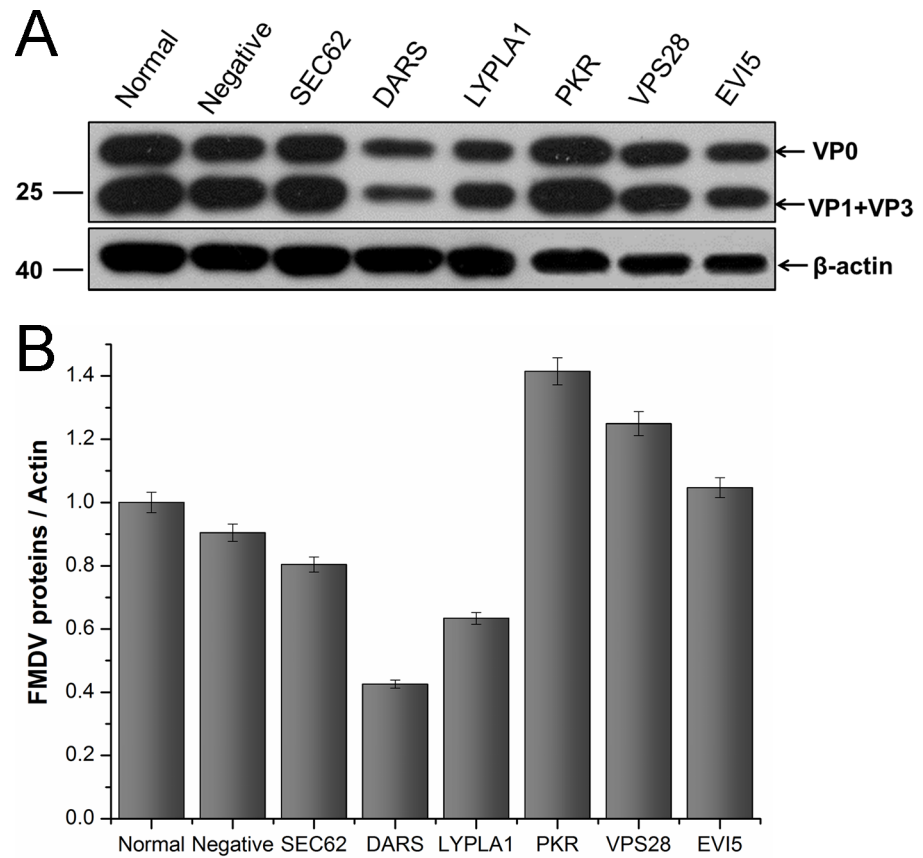 A
Normal
Negative
SEC62
DARS
LYPLA1
PKR
VPS28
EVI5
VP0
25
VP1+VP3
40
β-actin
B
FMDV proteins / Actin
1.4
1.2
1.0
0.8
0.6
0.4
0.2
0.0
Normal Negative SEC62 DARS LYPLA1 PKR VPS28 EVI5